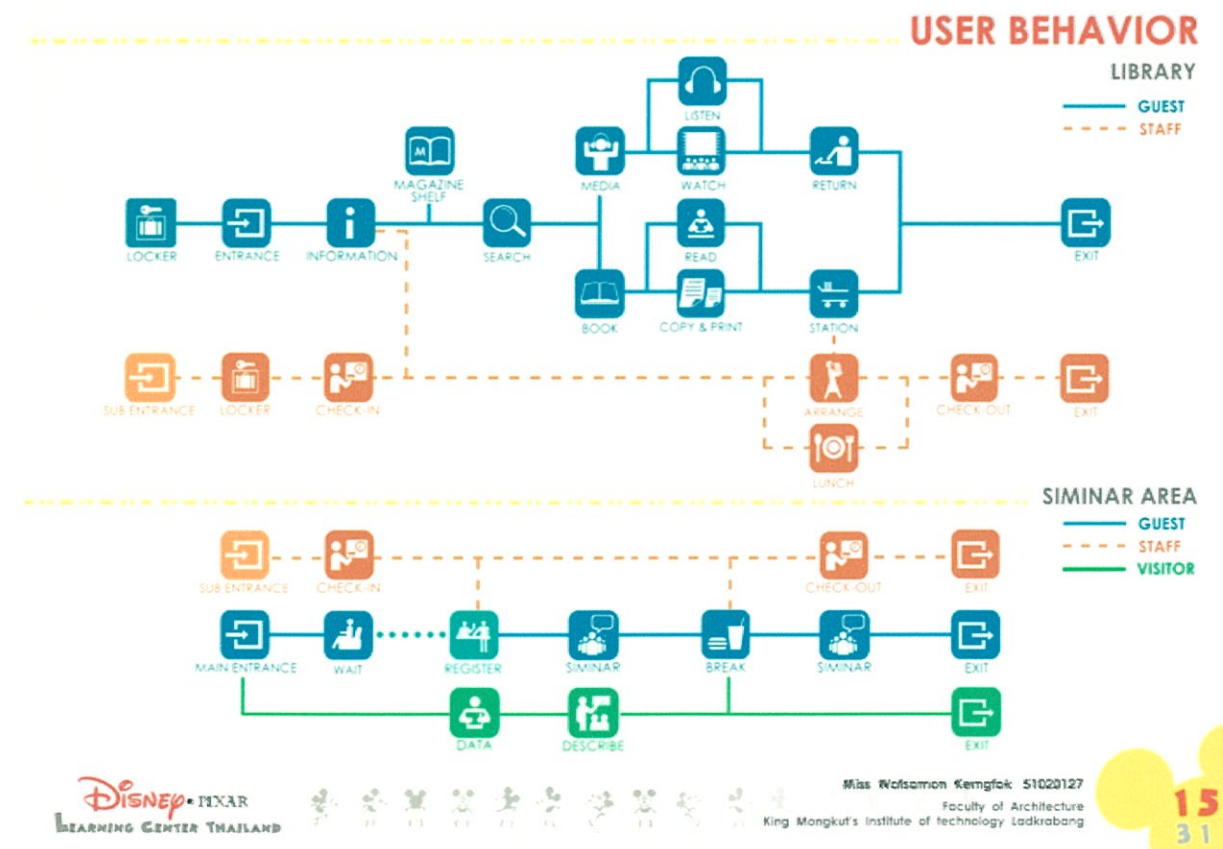 USER BEHAVIOR
LIBRARY
GUEST
STAFF
LISTEN
MAGAZINE
SHELF
MEDIA
WATCH
RETURN
LOCKER
ENTRANCE
INFORMATION
SEARCH
READ
EXIT
BOOK
COPY & PRINT
STATION
SUB ENTRANCE
LOCKER
CHECK-IN
ARRANGE
CHECK-OUT
EXIT
LUNCH
SIMINAR AREA
GUEST
STAFF
VISITOR
SUB ENTRANCE
CHECK-IN
CHECK-OUT
EXIT
MAIN ENTRANCE
WAIT
REGISTER
SIMINAR
BREAK
SIMINAR
EXIT
DATA
DESCRIBE
EXIT
DISNEY • PIXAR
LEARNING CENTER THAILAND
Miss 51020127
Faculty of Architecture
King Mongkut's Institute of technology Ladkrabang
15
31